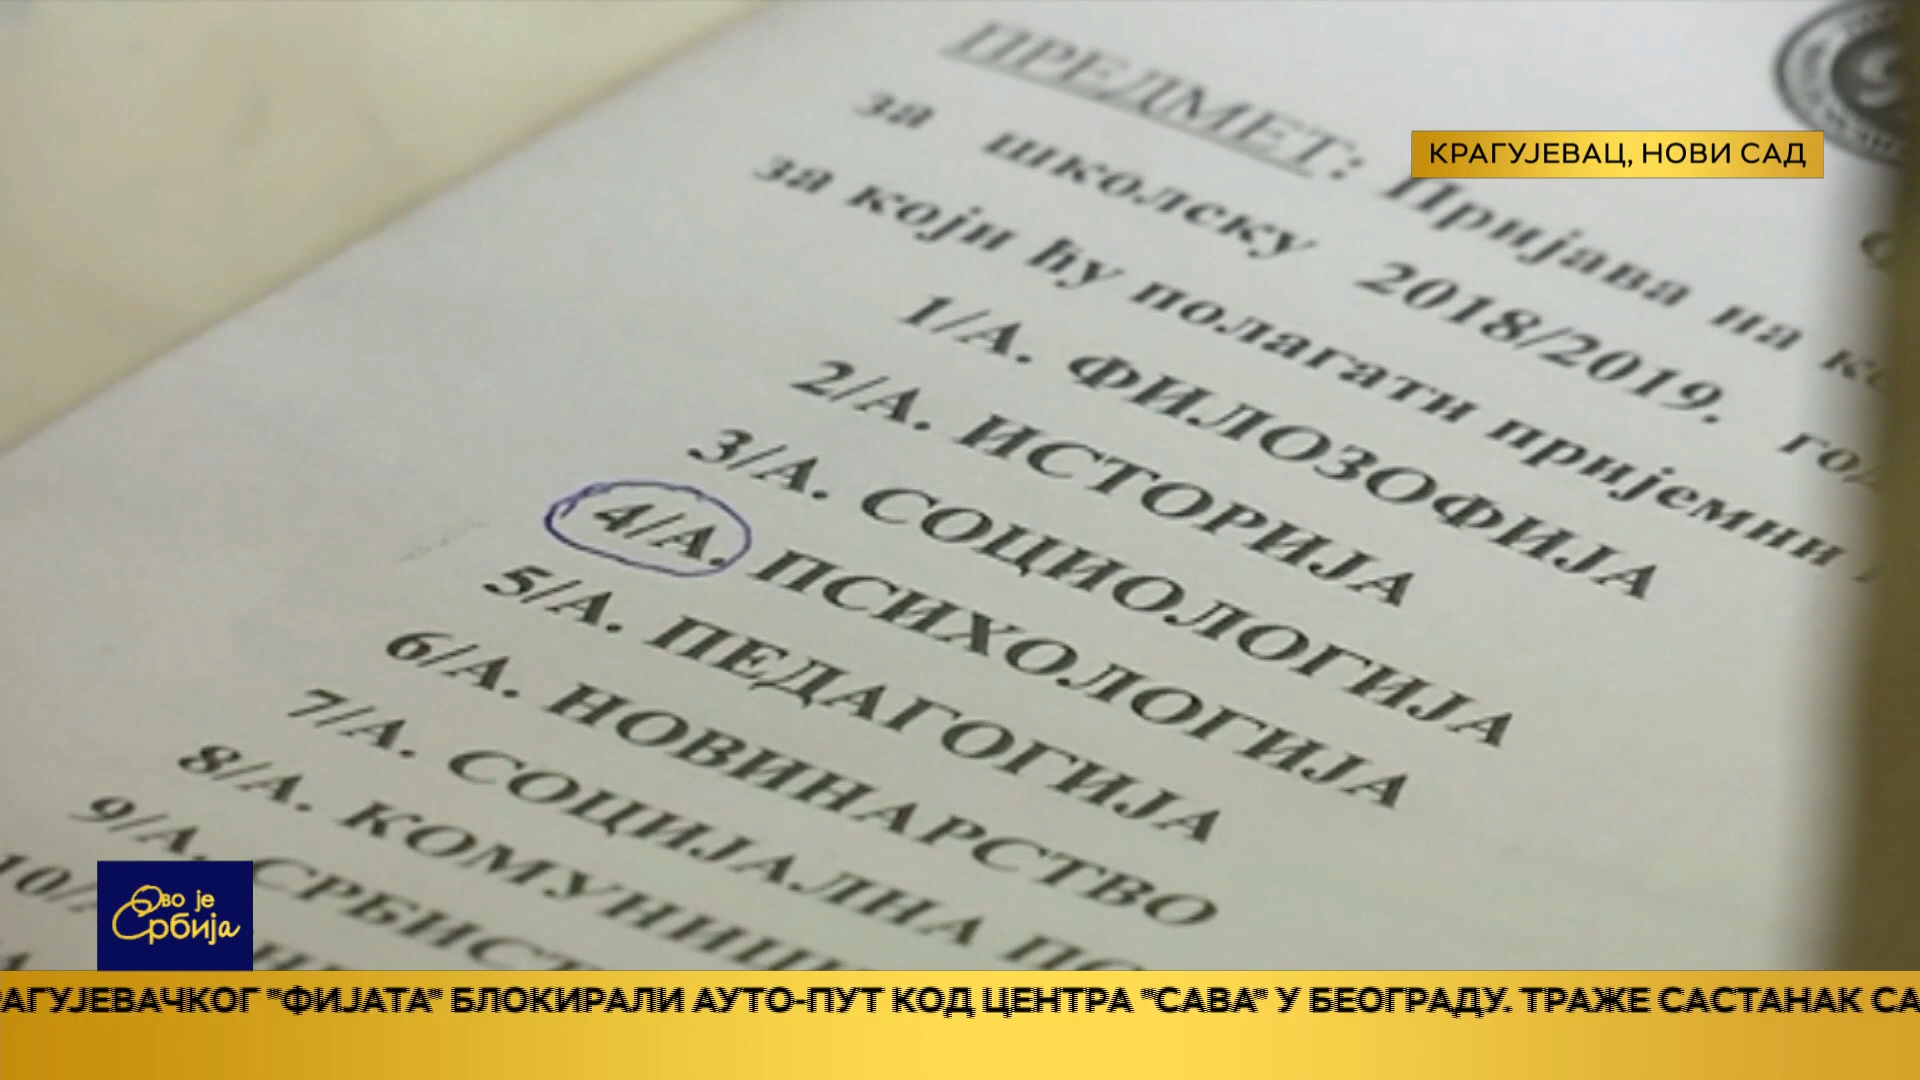 ПРЕДМЕТ: Пријава на
за школску 2018/2019.
за који ћу полагати пријемни
1/А. ФИЛОЗОФИЈА
2/А. ИСТОРИЈА
3/А. СОЦИОЛОГИЈА
4/А. ПСИХОЛОГИЈА
5/А. ПЕДАГОГИЈА
6/А. НОВИНАРСТВО
7/А. СОЦИЈАЛНА
8/А.
9/А.
КРАГУЈЕВАЦ, НОВИ САД
Ово је
Србија
"ФИЈАТА" БЛОКИРАЛИ АУТО-ПУТ КОД ЦЕНТРА "САВА" У БЕОГРАДУ. ТРАЖЕ САСТАНАК СА